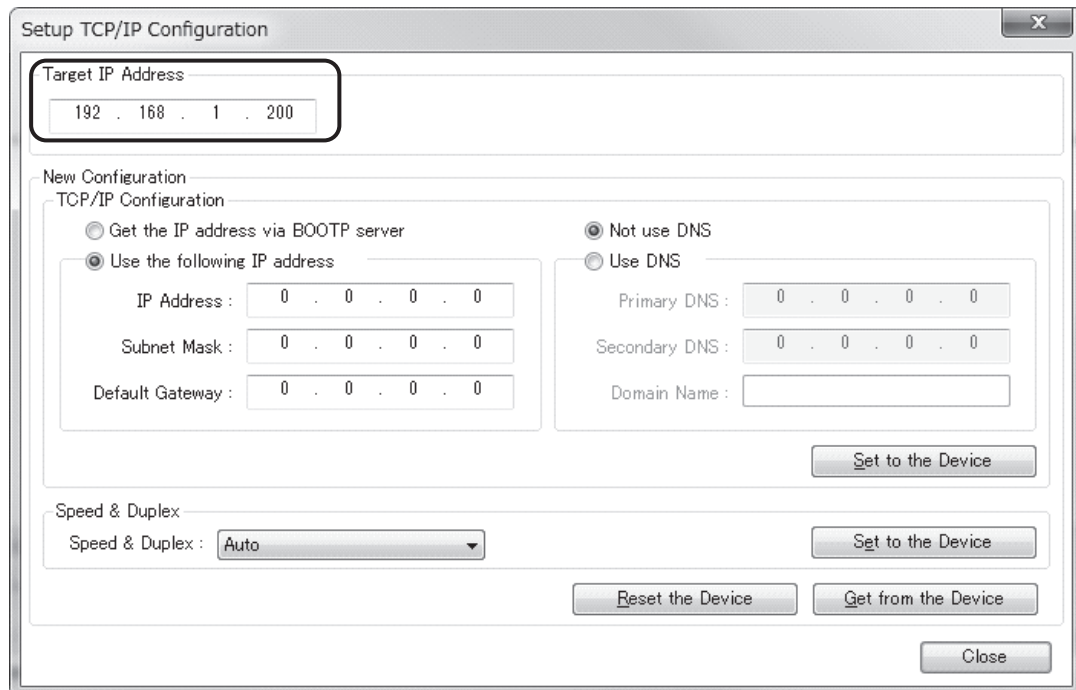 Setup TCP/IP Configuration
Target IP Address
192 . 168 . 1 . 200
New Configuration
TCP/IP Configuration
Get the IP address via BOOTP server
Use the following IP address
IP Address : 0 . 0 . 0 . 0
Subnet Mask : 0 . 0 . 0 . 0
Default Gateway : 0 . 0 . 0 . 0
Not use DNS
Use DNS
Primary DNS : 0 . 0 . 0 . 0
Secondary DNS : 0 . 0 . 0 . 0
Domain Name :
Set to the Device
Speed & Duplex
Speed & Duplex : Auto
Set to the Device
Reset the Device
Get from the Device
Close